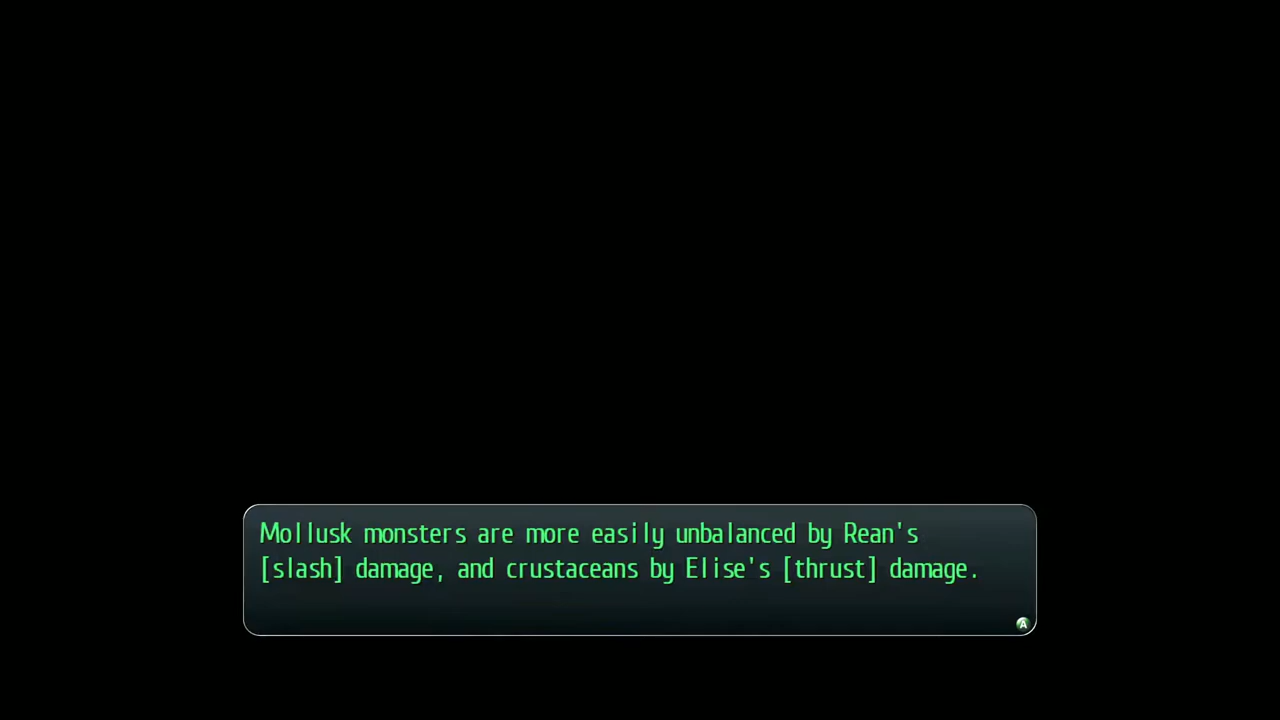 Mollusk monsters are more easily unbalanced by Rean's
[slash] damage, and crustaceans by Elise's [thrust] damage.
A